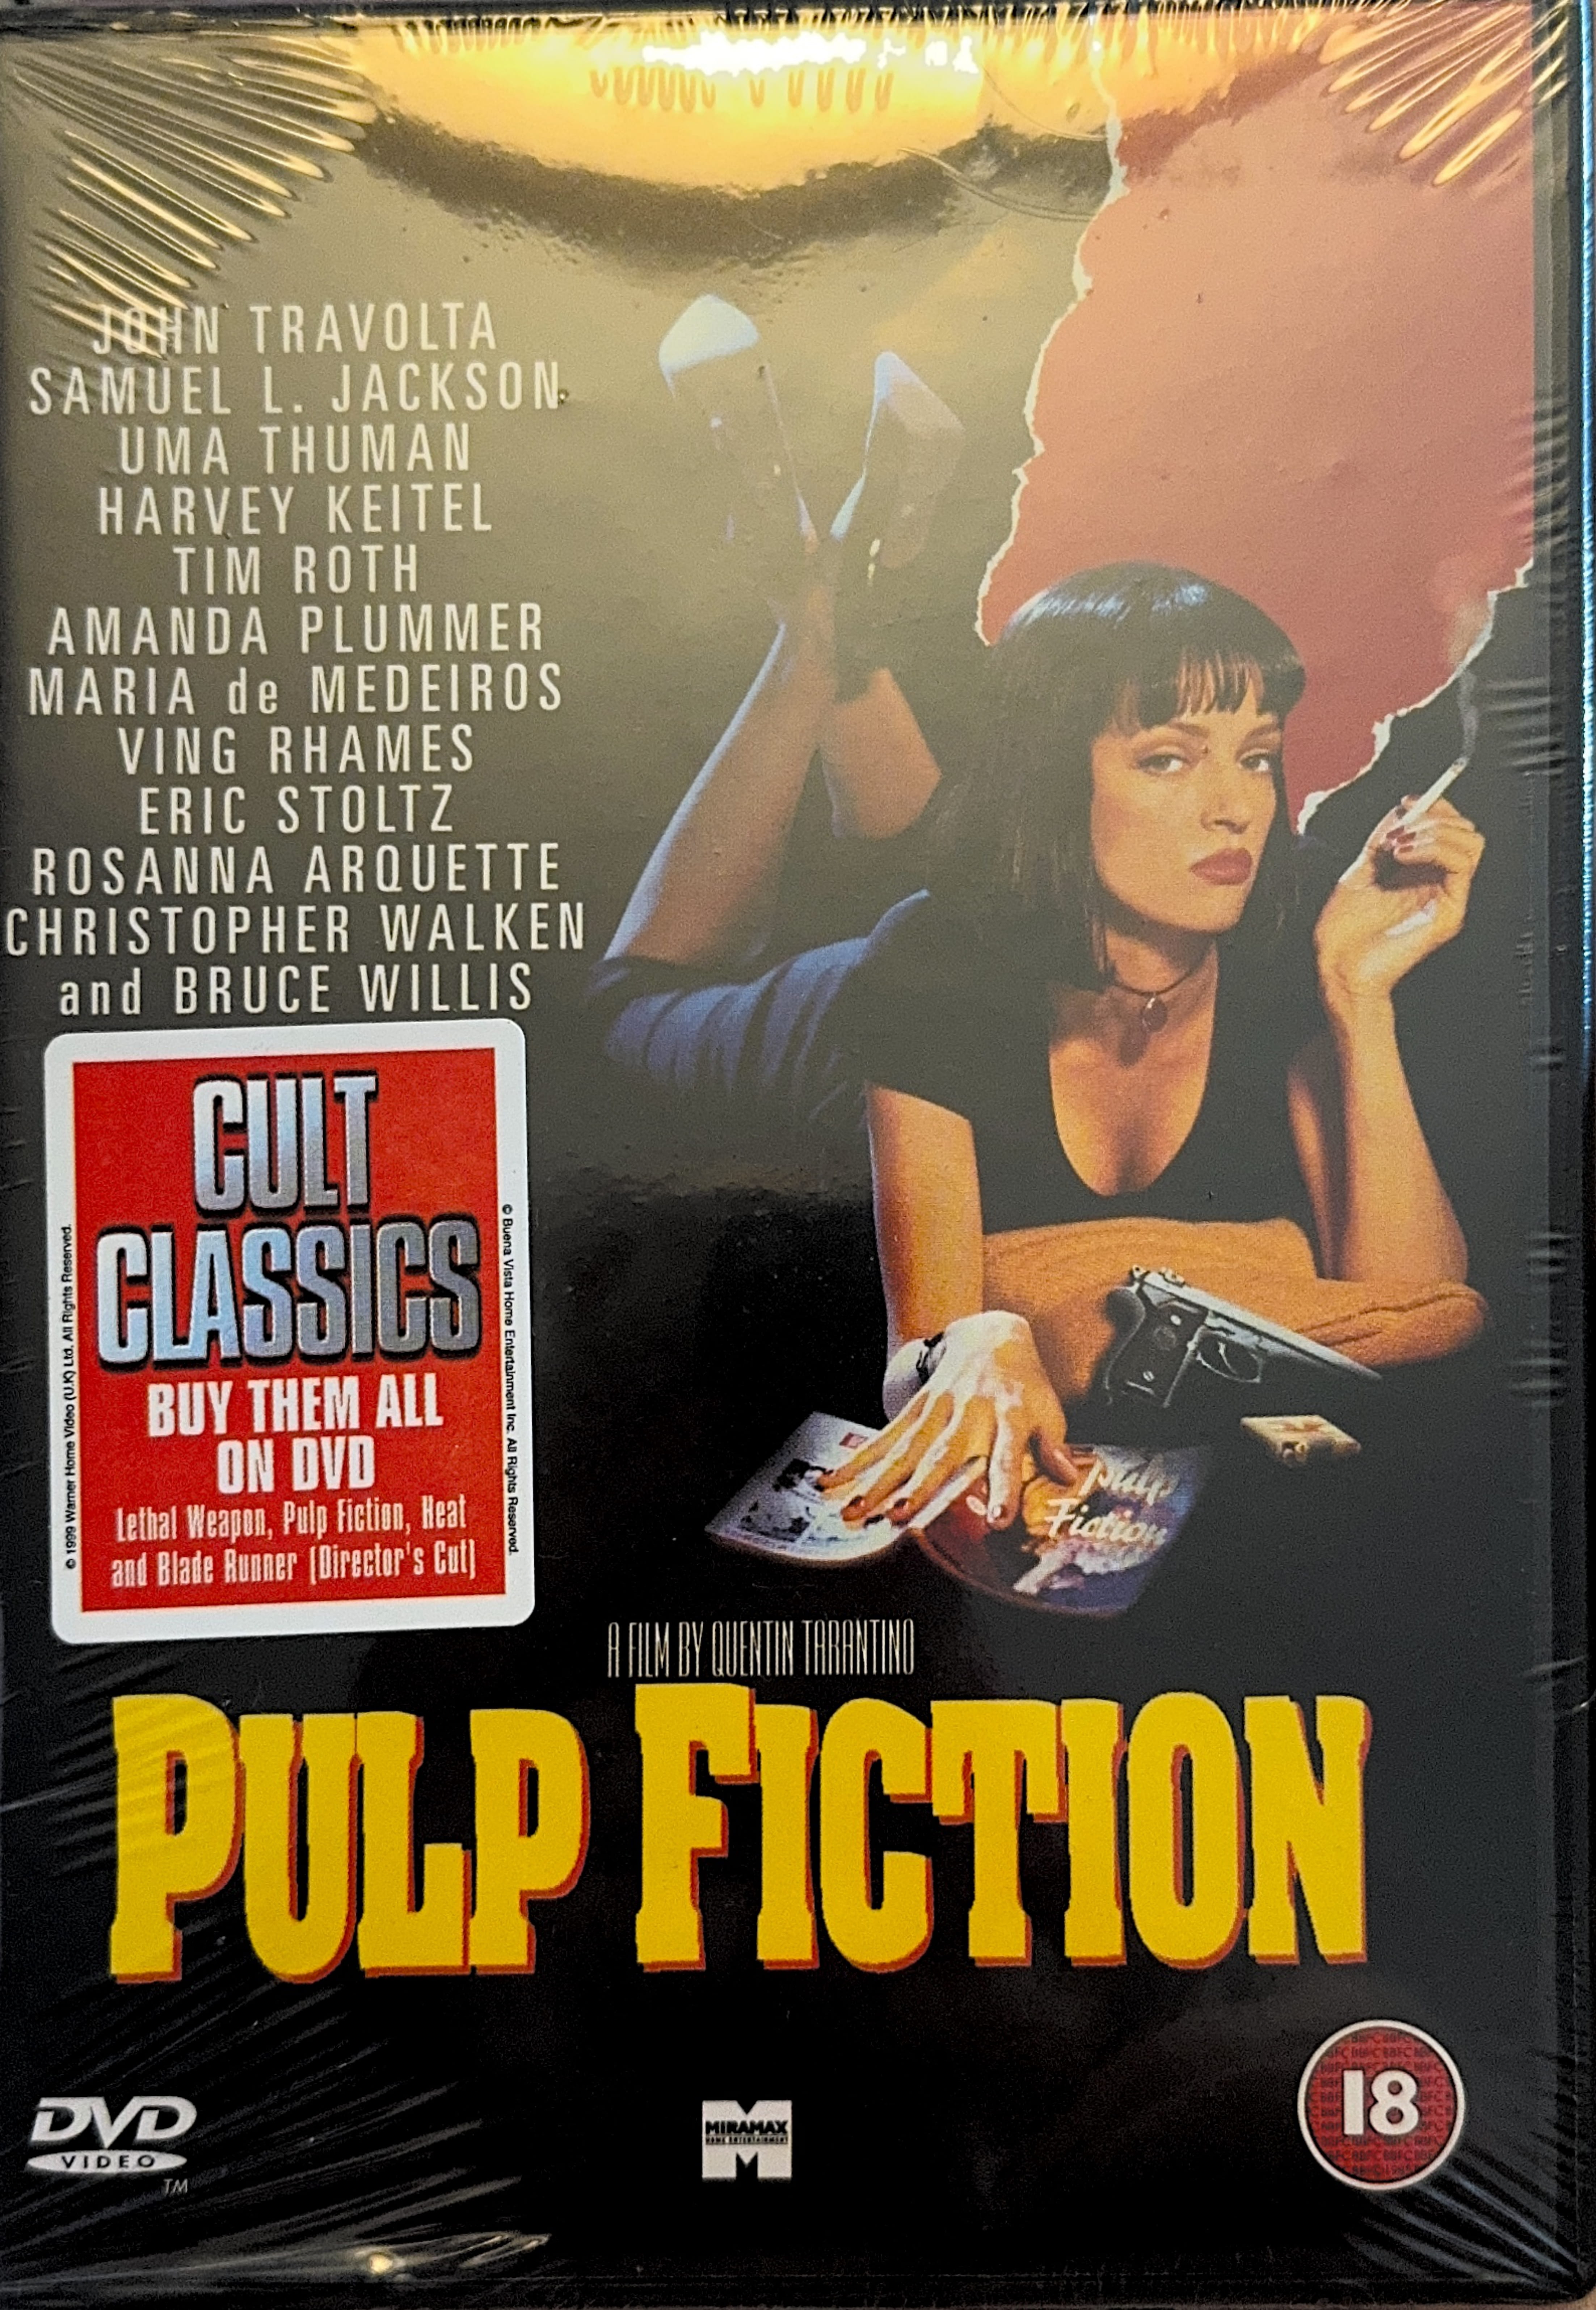 JOHN TRAVOLTA
SAMUEL L. JACKSON
UMA THUMAN
HARVEY KEITEL
TIM ROTH
AMANDA PLUMMER
MARIA de MEDEIROS
VING RHAMES
ERIC STOLTZ
ROSANNA ARQUETTE
CHRISTOPHER WALKEN
and BRUCE WILLIS
CULT
CLASSICS
BUY THEM ALL
ON DVD
Lethal Weapon, Pulp Fiction, Heat
and Blade Runner (Director's Cut)
© 1999 Warner Home Video (U.K) Ltd. All Rights Reserved.
© Buena Vista Home Entertainment Inc. All Rights Reserved.
Pulp
Fiction
A FILM BY QUENTIN TARANTINO
PULP FICTION
DVD
VIDEO
TM
MIRAMAX
HOME ENTERTAINMENT
18